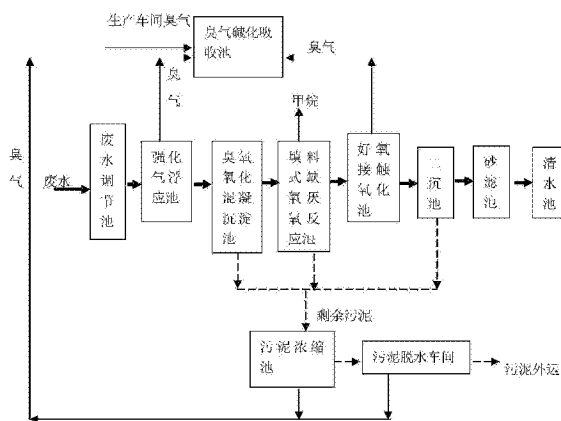 生产车间臭气
臭气碱化吸
收池
臭气
臭
气
甲烷
臭
气
废水
废
水
调
节
池
强化
气浮
应池
臭氧
氧化
混凝
沉淀
池
填料
式缺
氧厌
氧反
应池
好氧
接触
氧化
池
二
沉
池
砂
滤
池
清
水
池
剩余污泥
污泥浓缩
池
污泥脱水车间
污泥外运